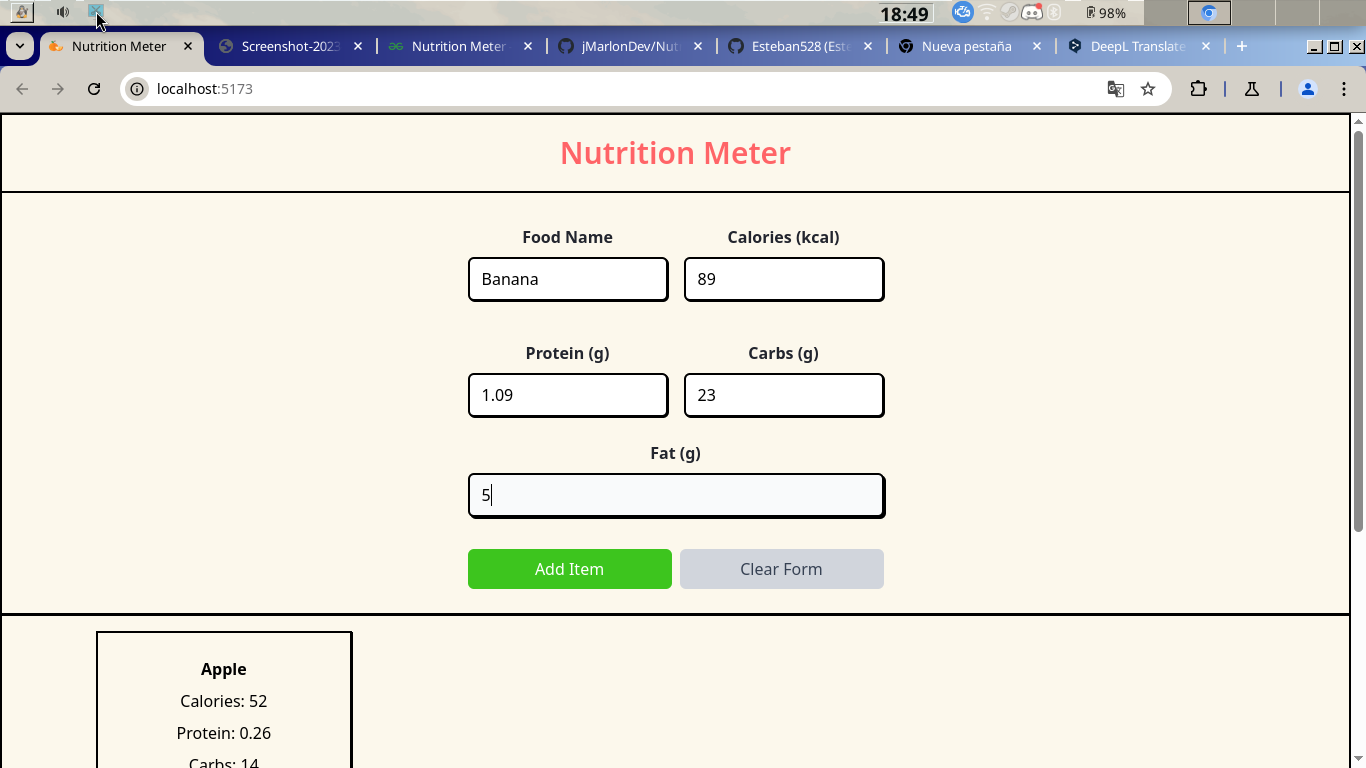 18:49
98%
Nutrition Meter
Screenshot-2023
Nutrition Meter
jMarlonDev/Nut
Esteban528 (Est
Nueva pestaña
DeepL Translate
localhost:5173
Nutrition Meter
Food Name
Calories (kcal)
Banana
89
Protein (g)
Carbs (g)
1.09
23
Fat (g)
5
Add Item
Clear Form
Apple
Calories: 52
Protein: 0.26
Carbs: 14